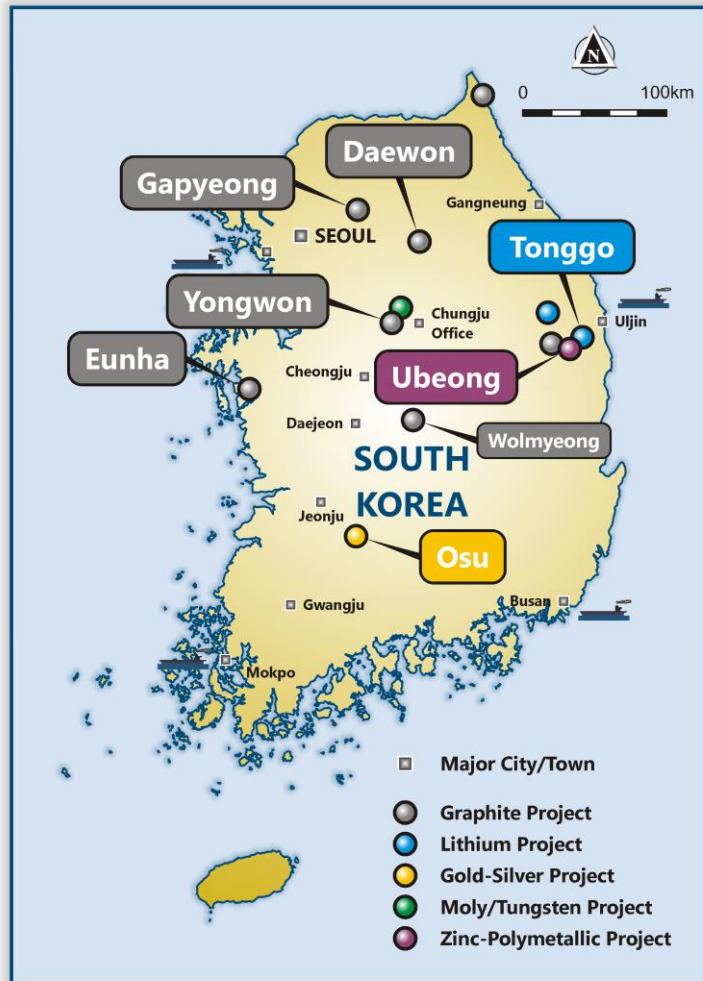 N
0 100km
Daewon
Gapyeong
Gangneung
SEOUL
Tonggo
Yongwon
Chungju
Office
Uljin
Eunha
Cheongju
Ubeong
Daejeon
Wolmyeong
SOUTH
KOREA
Jeonju
Osu
Gwangju
Busan
Mokpo
Major City/Town
Graphite Project
Lithium Project
Gold-Silver Project
Moly/Tungsten Project
Zinc-Polymetallic Project